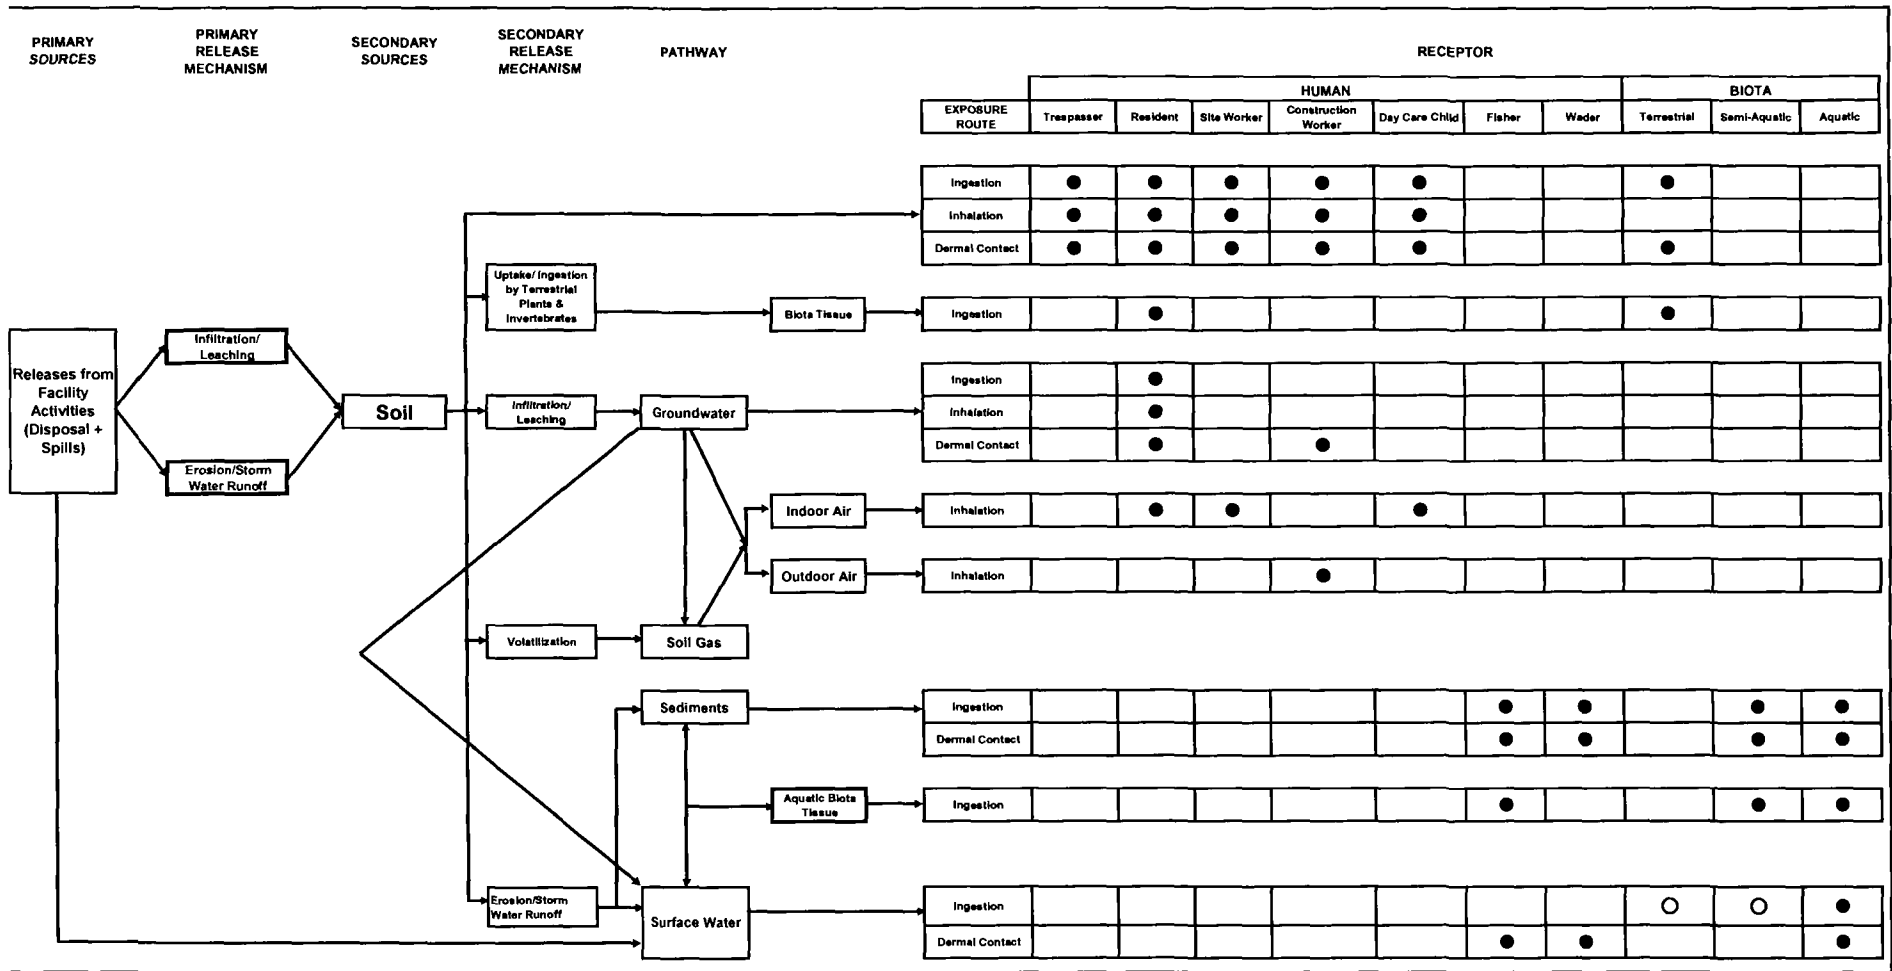 PRIMARY
SOURCES
PRIMARY
RELEASE
MECHANISM
SECONDARY
SOURCES
SECONDARY
RELEASE
MECHANISM
PATHWAY
RECEPTOR
HUMAN
BIOTA
EXPOSURE
ROUTE
Trespasser
Resident
Site Worker
Construction
Worker
Day Care Child
Fisher
Wader
Terrestrial
Semi-Aquatic
Aquatic
Ingestion
Inhalation
Dermal Contact
Uptake/ Ingestion
by Terrestrial
Plants &
Invertebrates
Biota Tissue
Ingestion
Releases from
Facility
Activities
(Disposal +
Spills)
Infiltration/
Leaching
Erosion/Storm
Water Runoff
Soil
Infiltration/
Leaching
Groundwater
Ingestion
Inhalation
Dermal Contact
Indoor Air
Inhalation
Outdoor Air
Inhalation
Volatilization
Soil Gas
Sediments
Ingestion
Dermal Contact
Aquatic Biota
Tissue
Ingestion
Erosion/Storm
Water Runoff
Surface Water
Ingestion
Dermal Contact